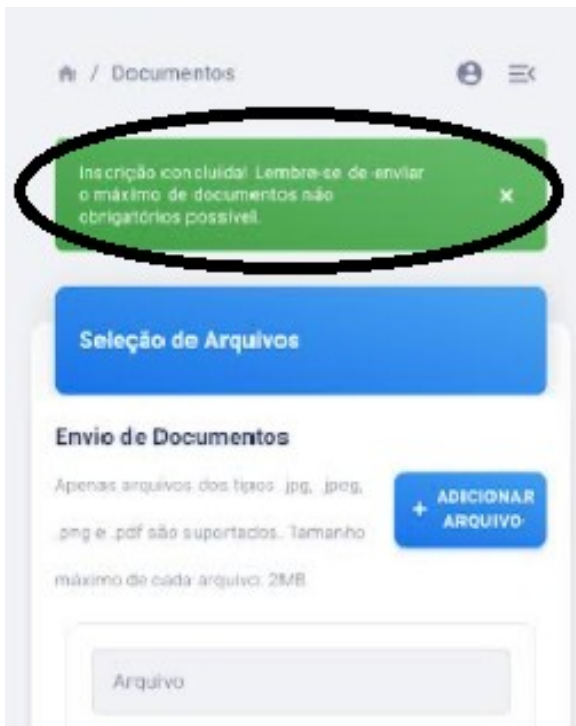 / Documentos
Inscrição concluída! Lembre-se de enviar
o máximo de documentos não
obrigatórios possível.
×
Seleção de Arquivos
Envio de Documentos
Apenas arquivos dos tipos .jpg, .jpeg,
.png e .pdf são suportados. Tamanho
máximo de cada arquivo: 2MB
+ ADICIONAR
ARQUIVO
Arquivo